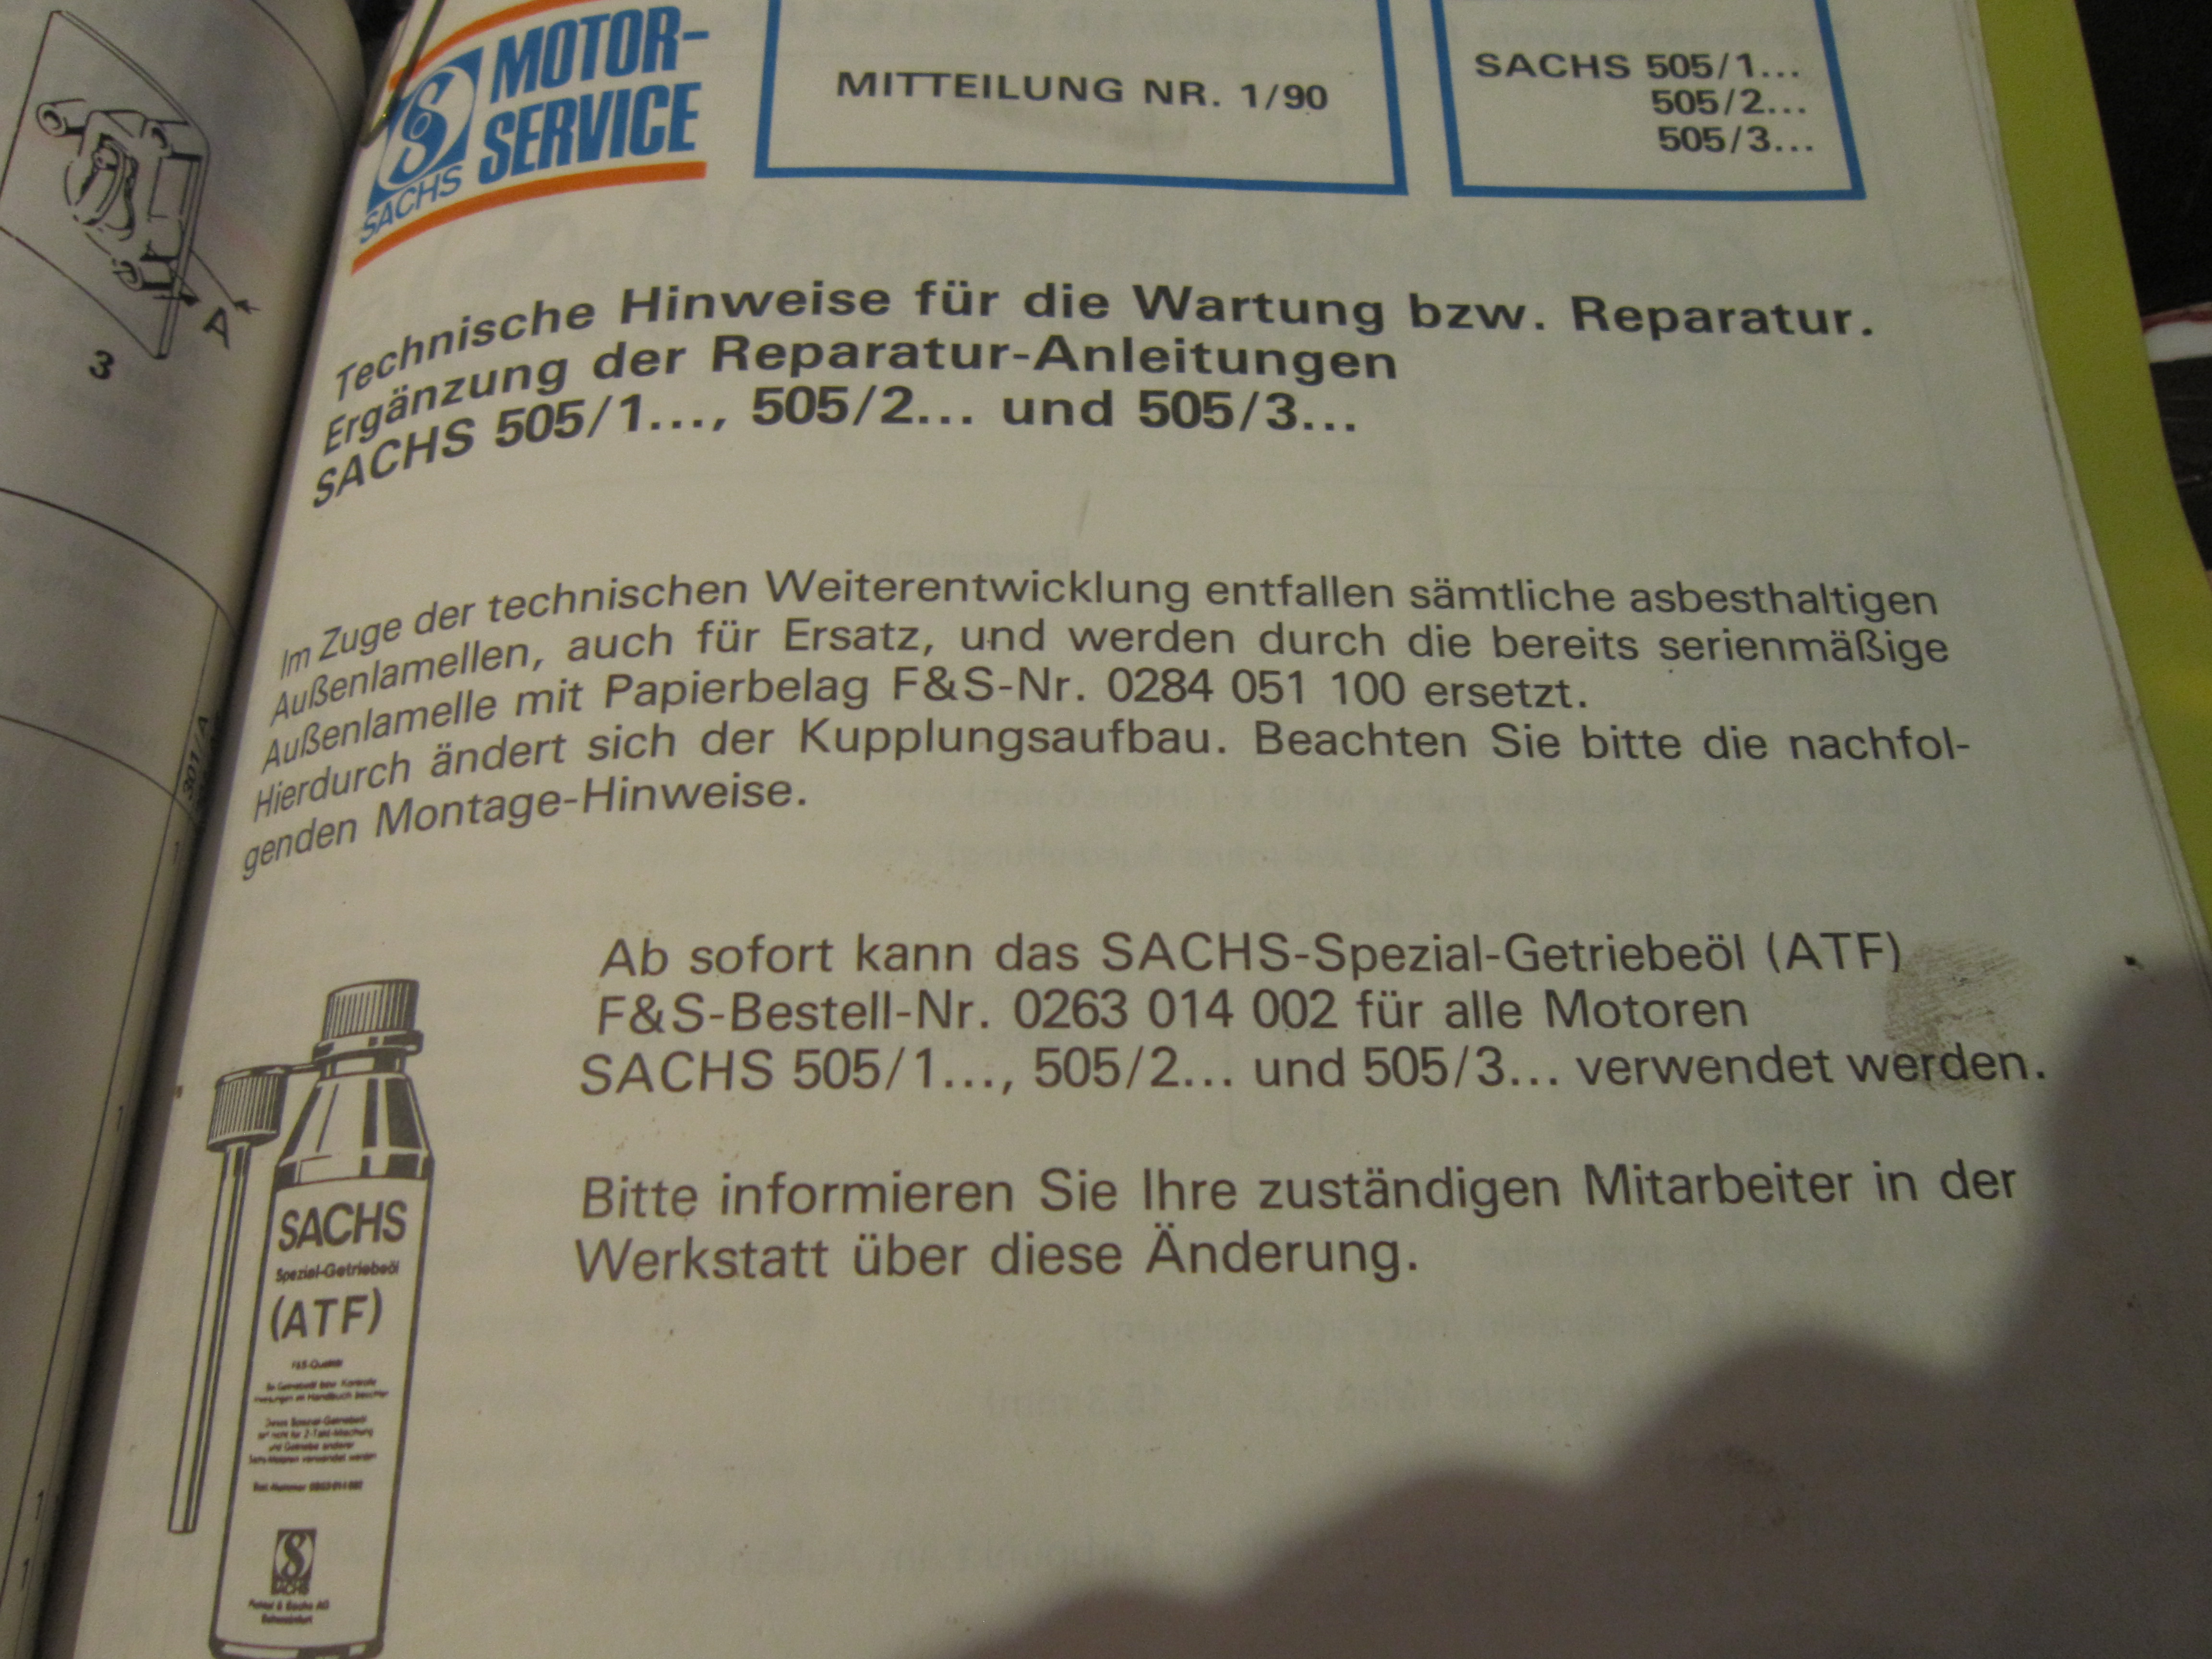 MOTOR-
SERVICE
SACHS
MITTEILUNG NR. 1/90
SACHS 505/1...
505/2...
505/3...
Technische Hinweise für die Wartung bzw. Reparatur.
Ergänzung der Reparatur-Anleitungen
SACHS 505/1..., 505/2... und 505/3...
Im Zuge der technischen Weiterentwicklung entfallen sämtliche asbesthaltigen
Außenlamellen, auch für Ersatz, und werden durch die bereits serienmäßige
Außenlamelle mit Papierbelag F&S-Nr. 0284 051 100 ersetzt.
Hierdurch ändert sich der Kupplungsaufbau. Beachten Sie bitte die nachfol-
genden Montage-Hinweise.
Ab sofort kann das SACHS-Spezial-Getriebeöl (ATF)
F&S-Bestell-Nr. 0263 014 002 für alle Motoren
SACHS 505/1..., 505/2... und 505/3... verwendet werden.
Bitte informieren Sie Ihre zuständigen Mitarbeiter in der
Werkstatt über diese Änderung.
SACHS
Spezial-Getriebeöl
(ATF)
F&S-Qualität
SACHS
A
3
301/A
1
1
1